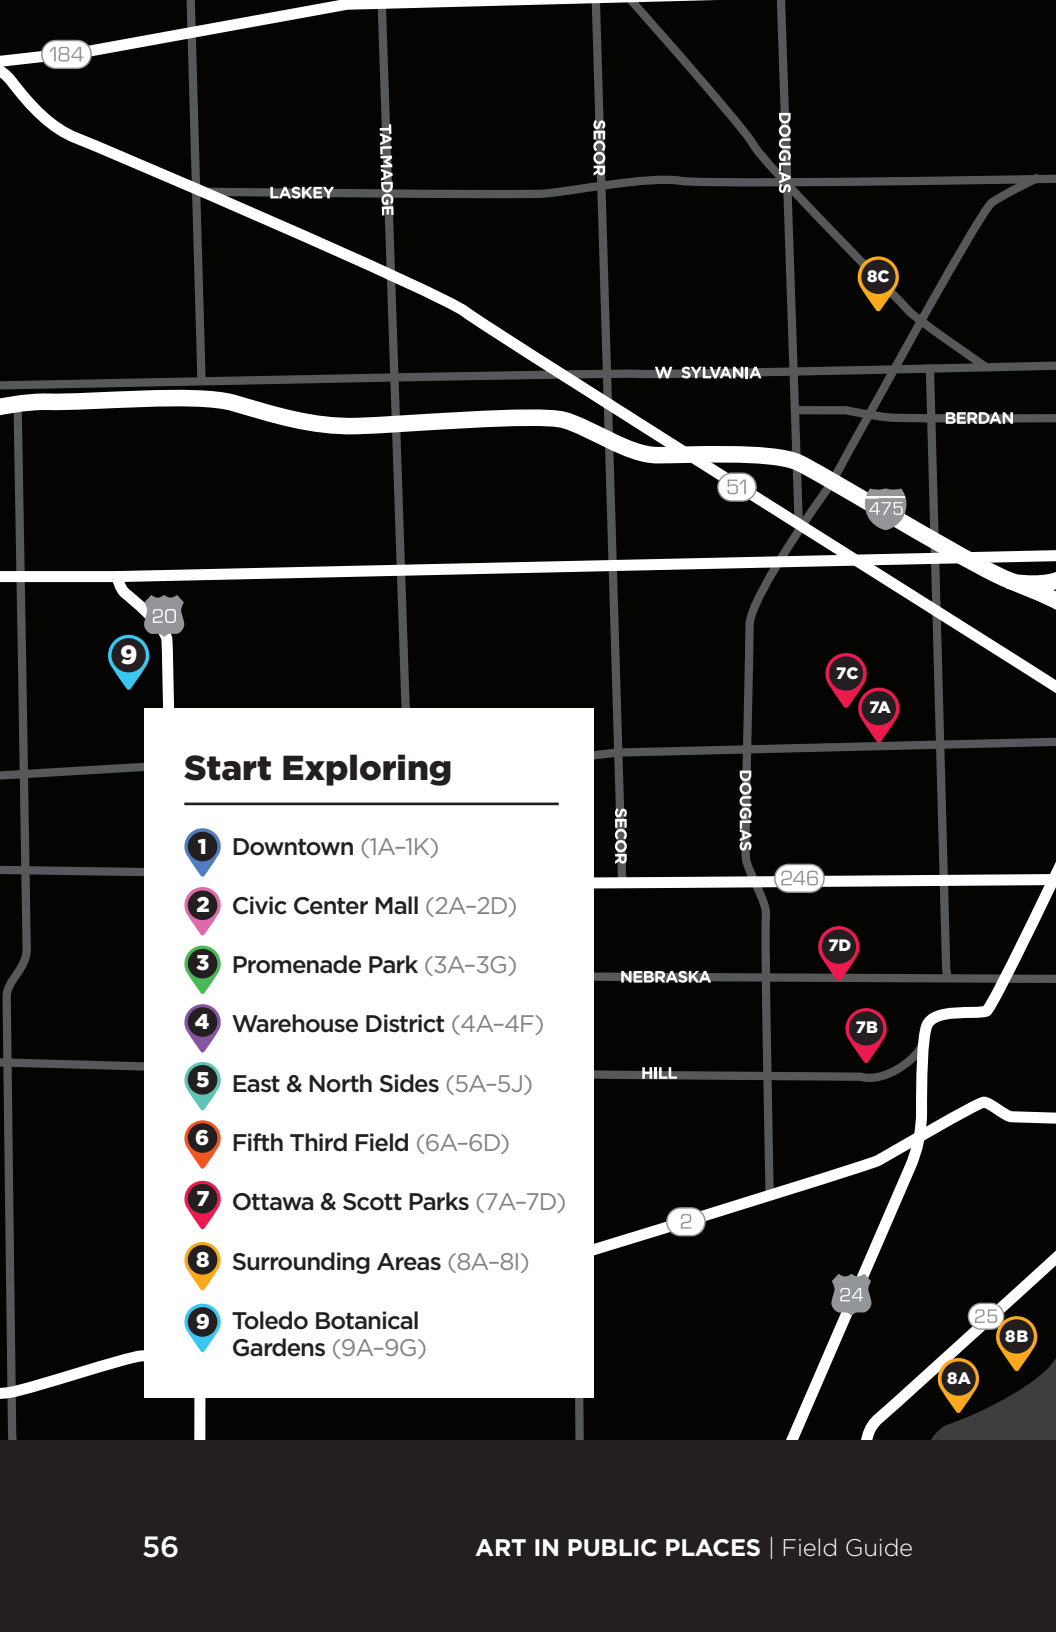 184
TALMADGE
SECOR
DOUGLAS
LASKEY
8C
W SYLVANIA
BERDAN
51
475
20
9
7C
7A
Start Exploring
1 Downtown (1A–1K)
2 Civic Center Mall (2A–2D)
3 Promenade Park (3A–3G)
4 Warehouse District (4A–4F)
5 East & North Sides (5A–5J)
6 Fifth Third Field (6A–6D)
7 Ottawa & Scott Parks (7A–7D)
8 Surrounding Areas (8A–8I)
9 Toledo Botanical
Gardens (9A–9G)
DOUGLAS
SECOR
246
7D
NEBRASKA
7B
HILL
2
24
25
8B
8A
56
ART IN PUBLIC PLACES | Field Guide